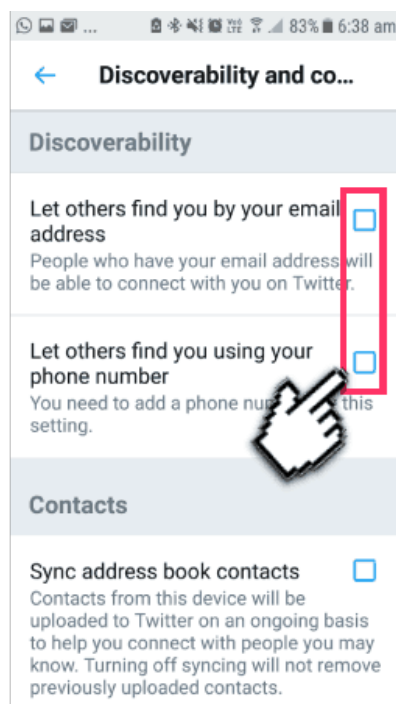 ... 83% 6:38 am
Discoverability and co...
Discoverability
Let others find you by your email
address
People who have your email address will
be able to connect with you on Twitter.
Let others find you using your
phone number
You need to add a phone this
setting.
Contacts
Sync address book contacts
Contacts from this device will be
uploaded to Twitter on an ongoing basis
to help you connect with people you may
know. Turning off syncing will not remove
previously uploaded contacts.